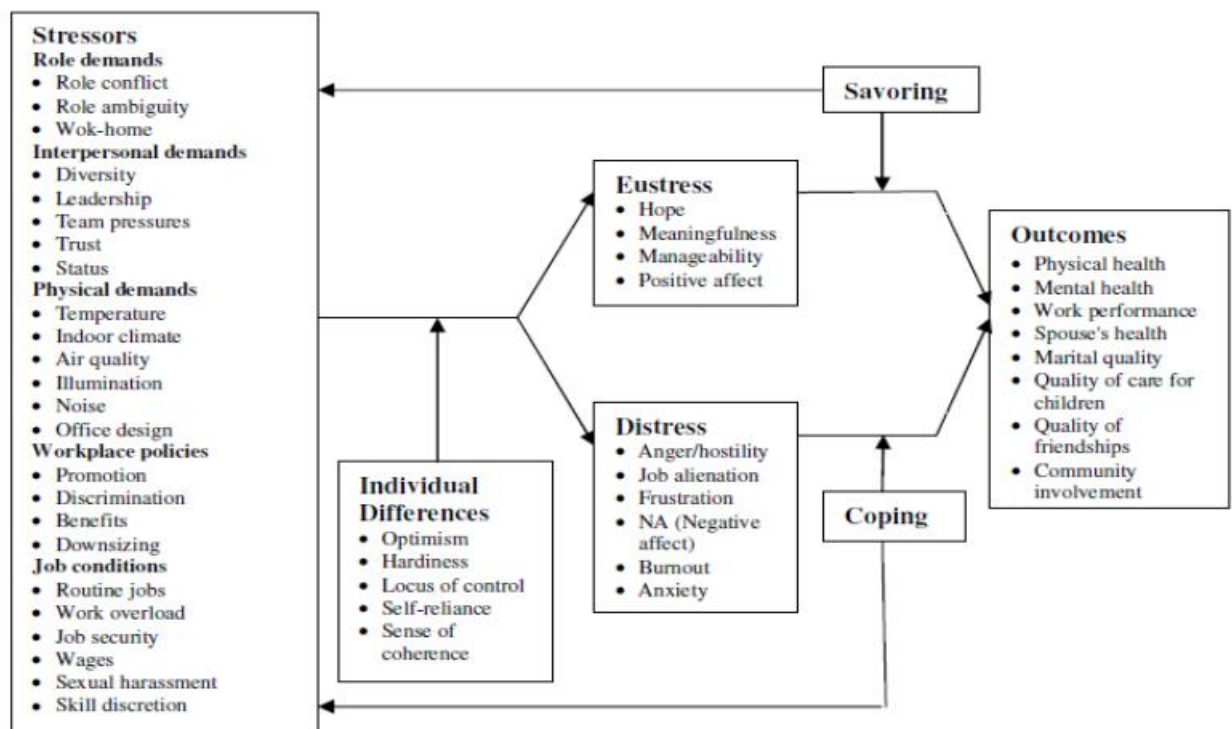 Stressors
Role demands
• Role conflict
• Role ambiguity
• Wok-home
Interpersonal demands
• Diversity
• Leadership
• Team pressures
• Trust
• Status
Physical demands
• Temperature
• Indoor climate
• Air quality
• Illumination
• Noise
• Office design
Workplace policies
• Promotion
• Discrimination
• Benefits
• Downsizing
Job conditions
• Routine jobs
• Work overload
• Job security
• Wages
• Sexual harassment
• Skill discretion
Individual
Differences
• Optimism
• Hardiness
• Locus of control
• Self-reliance
• Sense of
coherence
Savoring
Eustress
• Hope
• Meaningfulness
• Manageability
• Positive affect
Distress
• Anger/hostility
• Job alienation
• Frustration
• NA (Negative
affect)
• Burnout
• Anxiety
Coping
Outcomes
• Physical health
• Mental health
• Work performance
• Spouse's health
• Marital quality
• Quality of care for
children
• Quality of
friendships
• Community
involvement